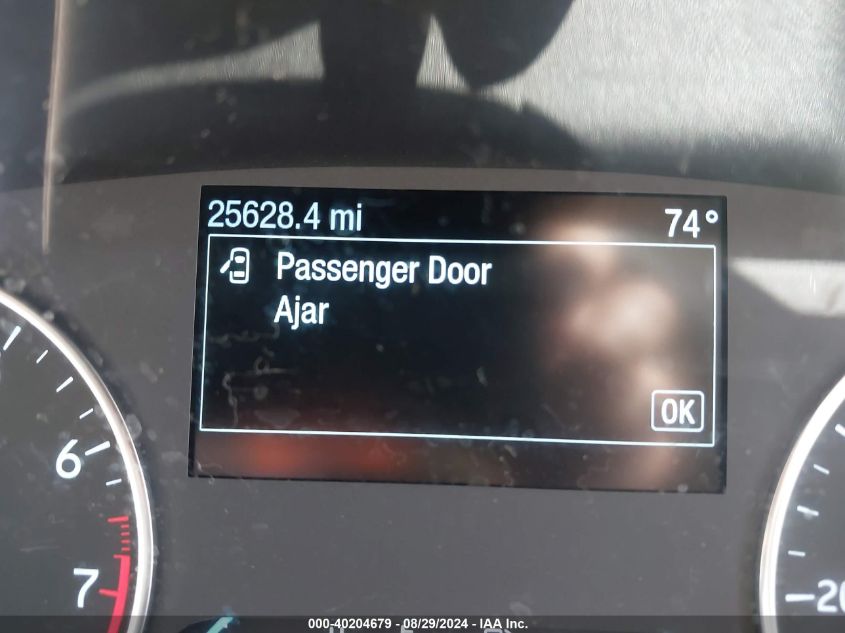 25628.4 mi 74°
Passenger Door
Ajar
OK
6
7
20
000-40204679 - 08/29/2024 - IAA Inc.